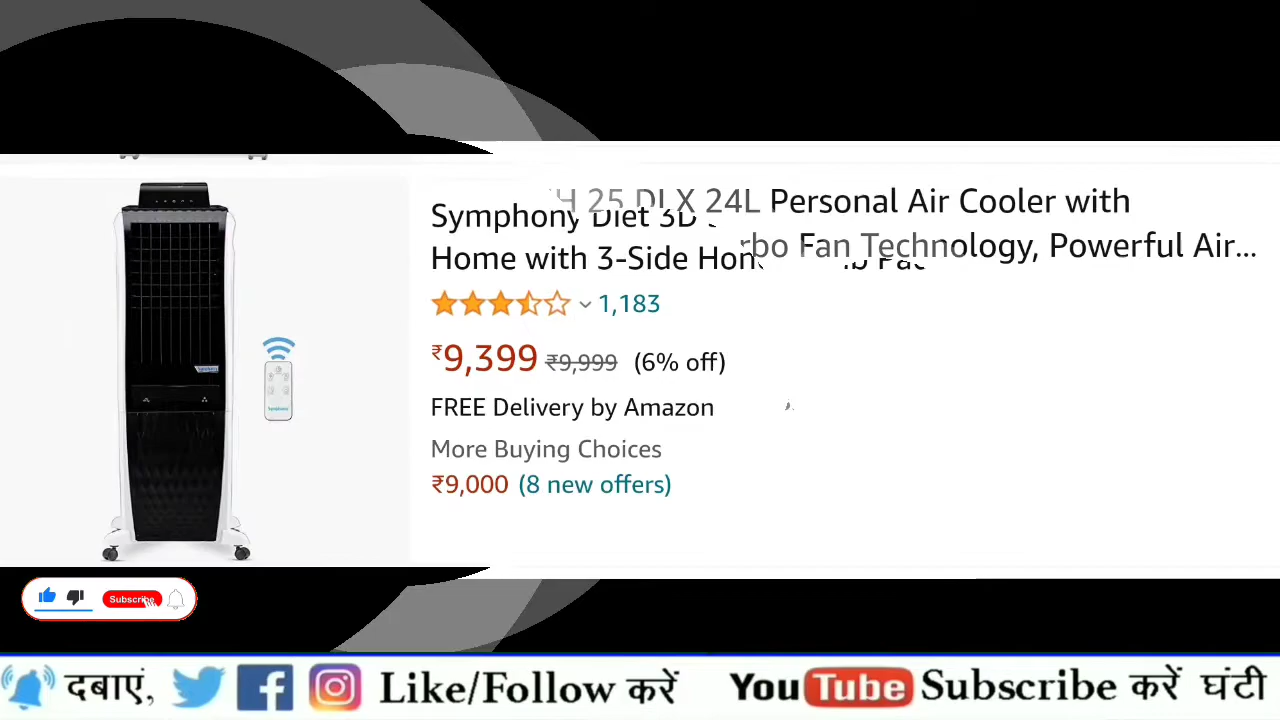 25 DLX 24L Personal Air Cooler with
Symphony Diet 3D
Fan Technology, Powerful Air...
Home with 3-Side
1,183
₹9,399 ₹9,999 (6% off)
FREE Delivery by Amazon
More Buying Choices
₹9,000 (8 new offers)
Subscribe
दबाएं, Like/Follow करें YouTube Subscribe करें घंटी